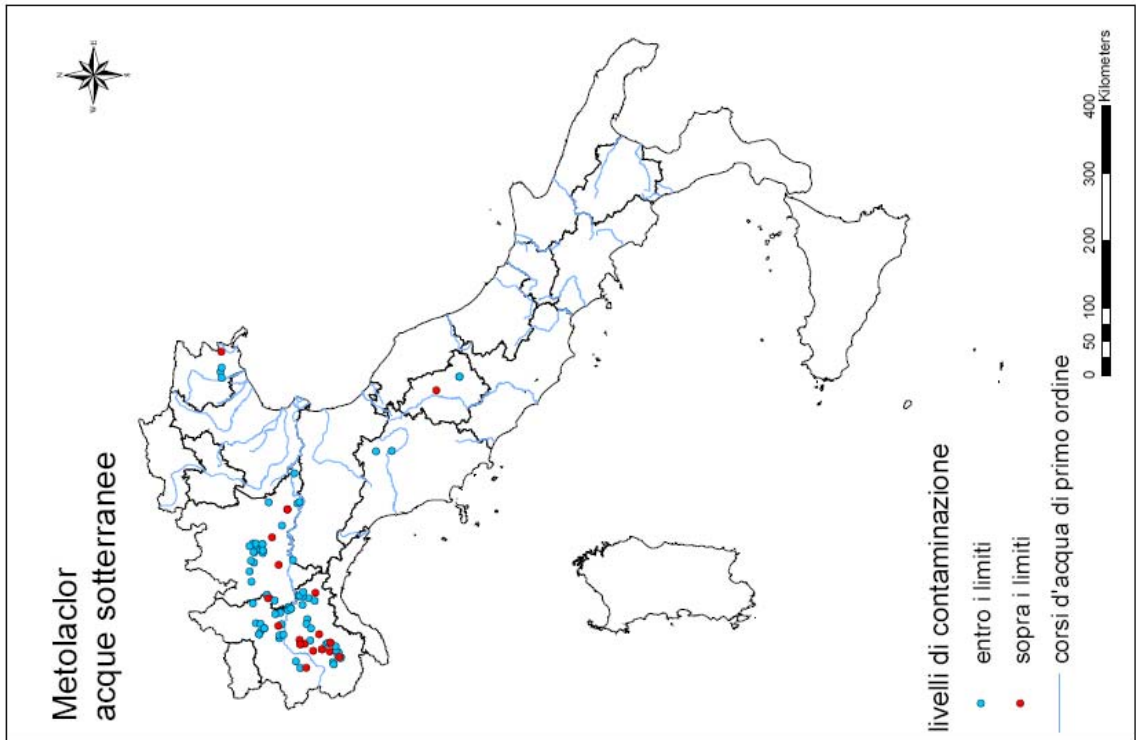 Metolaclor
acque sotterranee
N
livelli di contaminazione
entro i limiti
sopra i limiti
corsi d'acqua di primo ordine
0 50 100 200 300 400
Kilometers